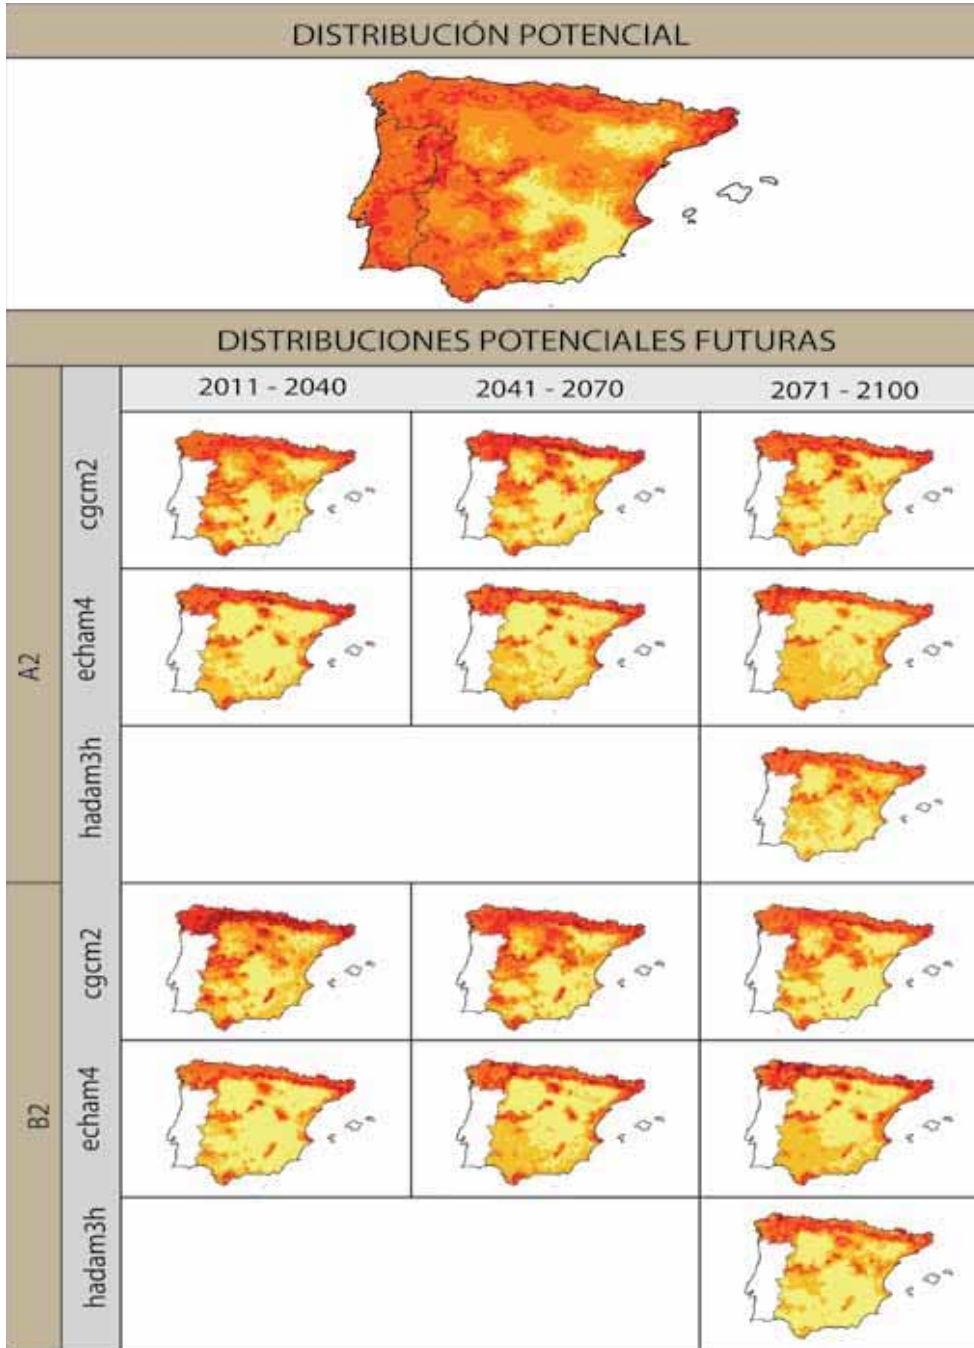 DISTRIBUCIÓN POTENCIAL
DISTRIBUCIONES POTENCIALES FUTURAS
2011 - 2040
2041 - 2070
2071 - 2100
A2
cgcm2
echam4
hadam3h
B2
cgcm2
echam4
hadam3h